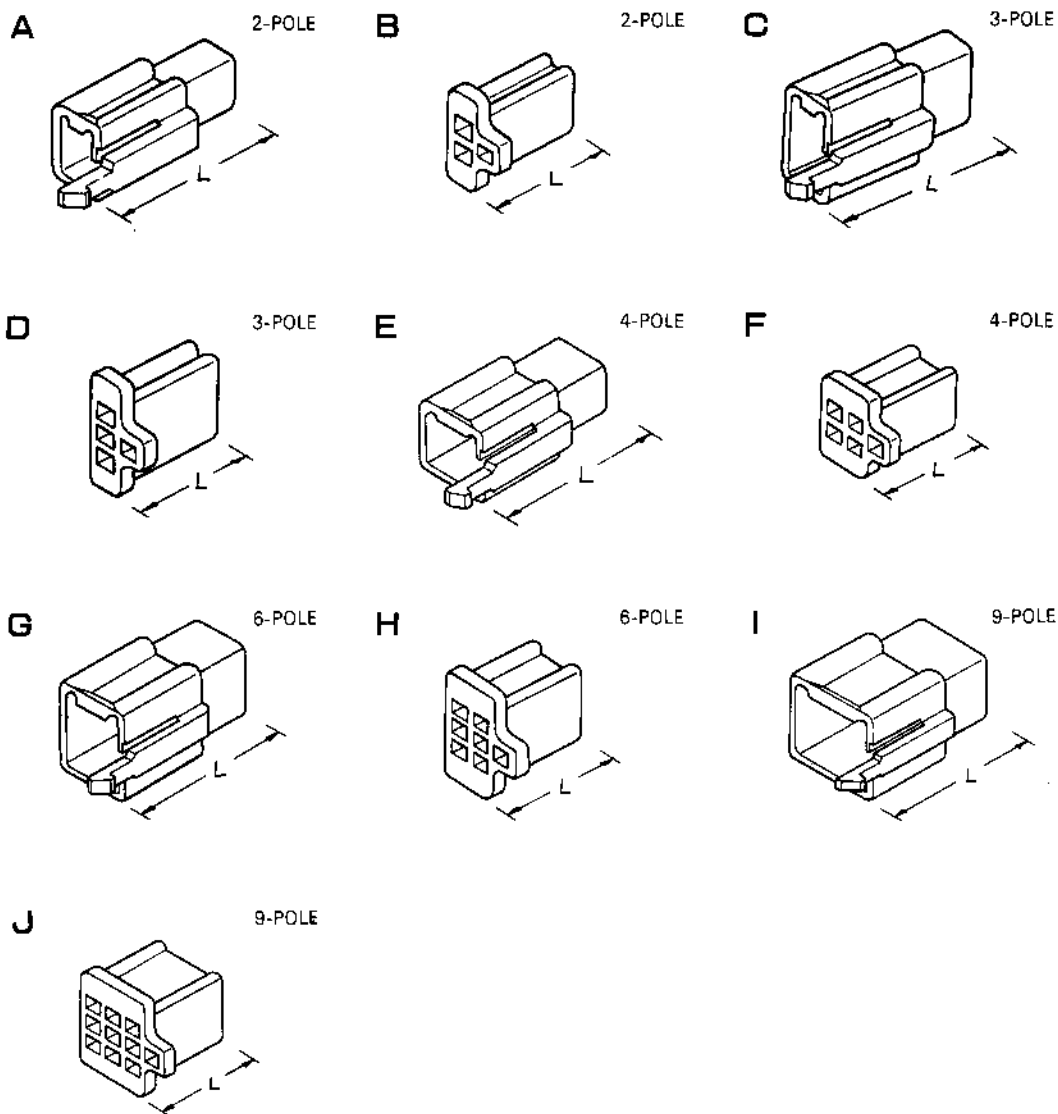 A 2-POLE B 2-POLE C 3-POLE
L L L
D 3-POLE E 4-POLE F 4-POLE
L L L
G 6-POLE H 6-POLE I 9-POLE
L L L
J 9-POLE
L